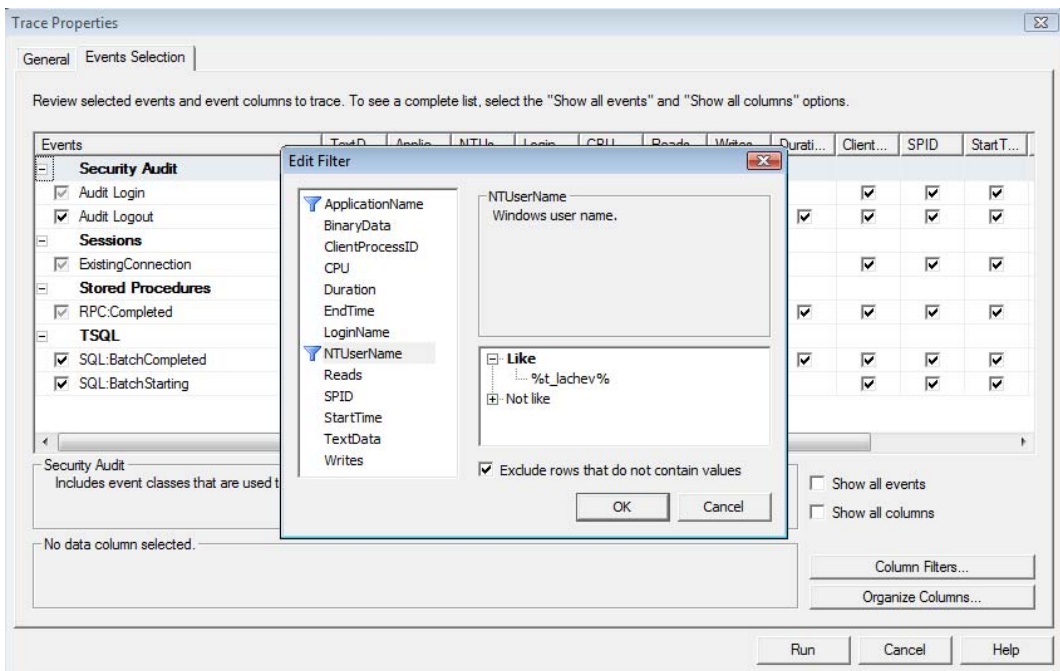 Trace Properties
General Events Selection
Review selected events and event columns to trace. To see a complete list, select the "Show all events" and "Show all columns" options.
Events Durati... Client... SPID StartT...
Security Audit
Audit Login
Audit Logout
Sessions
ExistingConnection
Stored Procedures
RPC:Completed
TSQL
SQL:BatchCompleted
SQL:BatchStarting
Edit Filter
ApplicationName
BinaryData
ClientProcessID
CPU
Duration
EndTime
LoginName
NTUserName
Reads
SPID
StartTime
TextData
Writes
NTUserName
Windows user name.
Like
%t_lachev%
Not like
Exclude rows that do not contain values
OK Cancel
Security Audit
Includes event classes that are used t
Show all events
Show all columns
No data column selected.
Column Filters...
Organize Columns...
Run Cancel Help